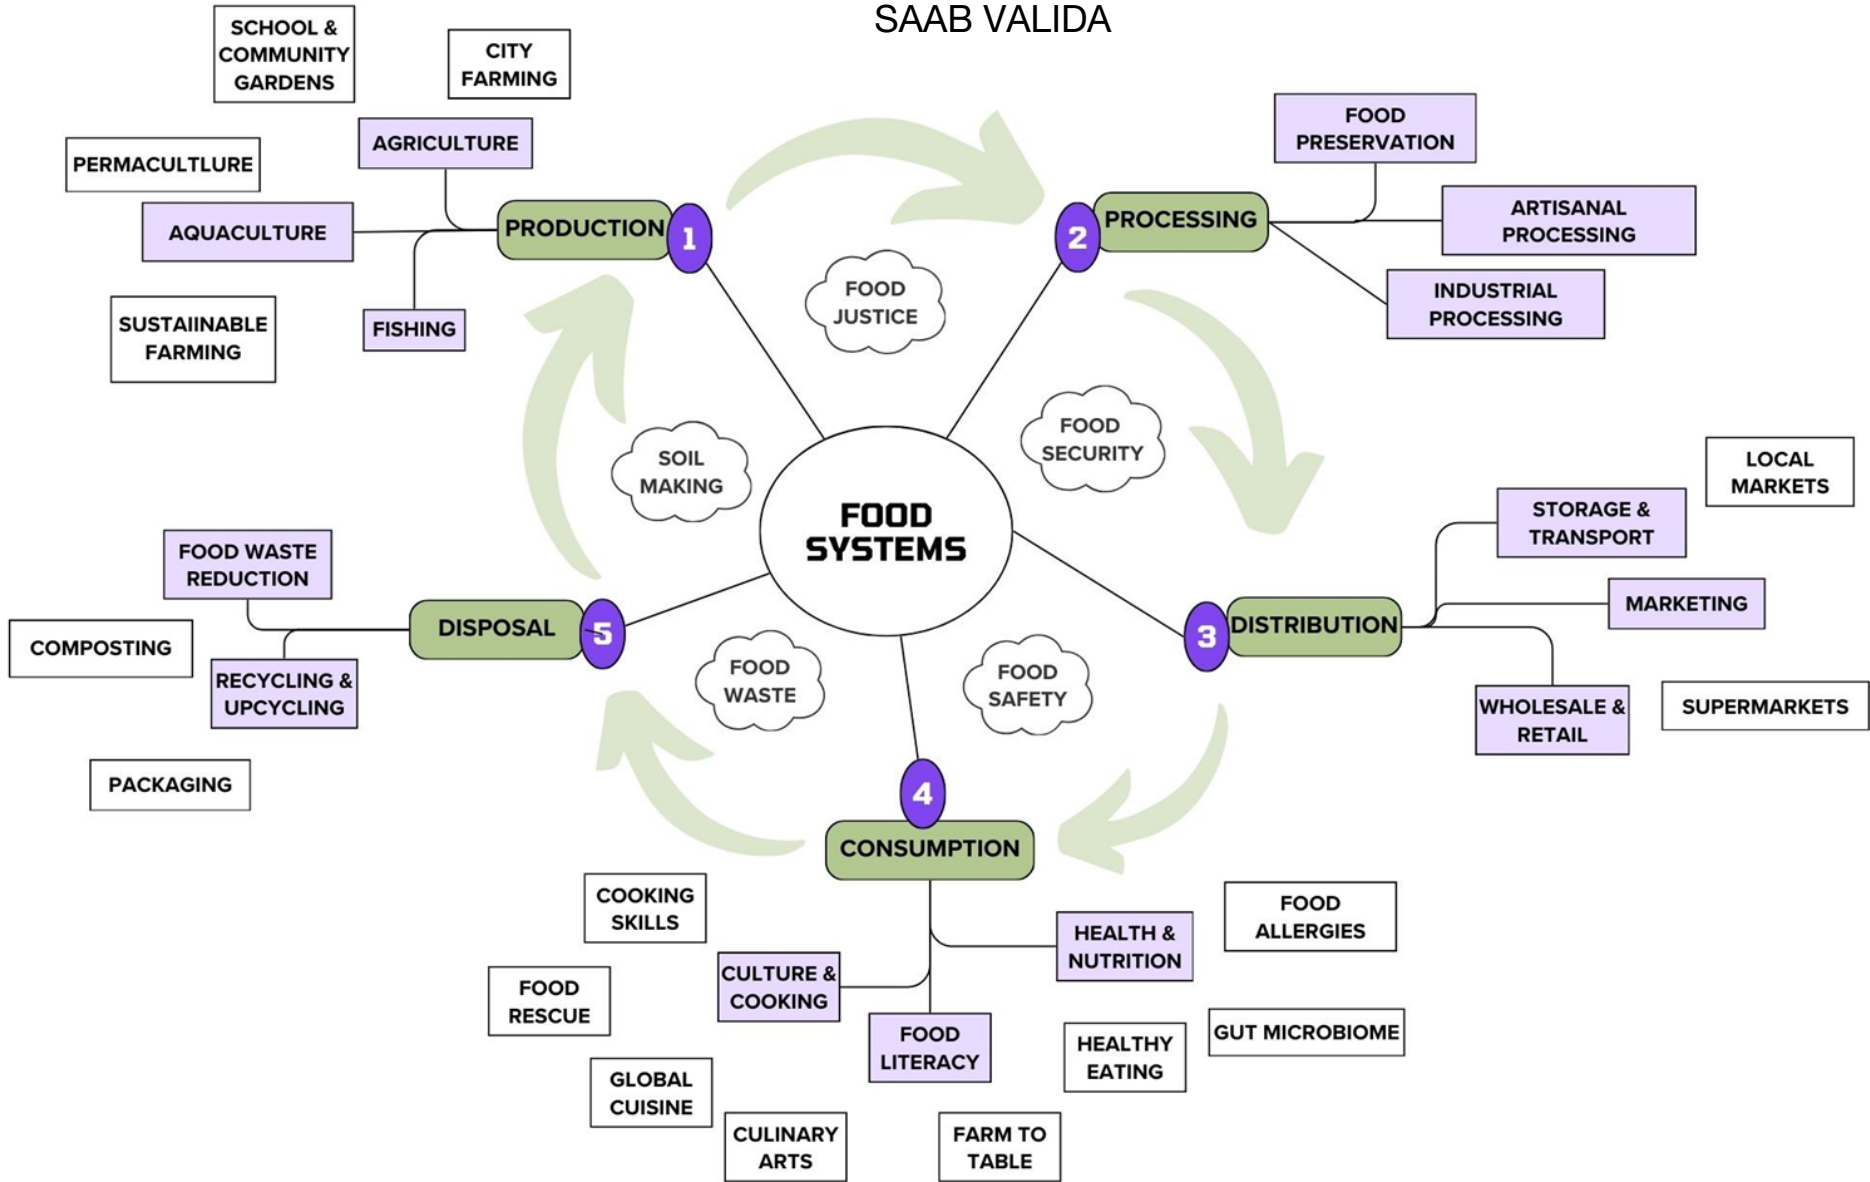 SAAB VALIDA
SCHOOL &
COMMUNITY
GARDENS
CITY
FARMING
AGRICULTURE
PERMACULTLURE
AQUACULTURE
SUSTAIINABLE
FARMING
FISHING
PRODUCTION
1
2
PROCESSING
FOOD
PRESERVATION
ARTISANAL
PROCESSING
INDUSTRIAL
PROCESSING
FOOD
JUSTICE
FOOD
SECURITY
SOIL
MAKING
FOOD
SYSTEMS
LOCAL
MARKETS
STORAGE &
TRANSPORT
MARKETING
3
DISTRIBUTION
WHOLESALE &
RETAIL
SUPERMARKETS
FOOD WASTE
REDUCTION
COMPOSTING
DISPOSAL
5
RECYCLING &
UPCYCLING
PACKAGING
FOOD
WASTE
FOOD
SAFETY
4
CONSUMPTION
COOKING
SKILLS
CULTURE &
COOKING
FOOD
RESCUE
GLOBAL
CUISINE
CULINARY
ARTS
FOOD
LITERACY
HEALTH &
NUTRITION
FOOD
ALLERGIES
GUT MICROBIOME
HEALTHY
EATING
FARM TO
TABLE